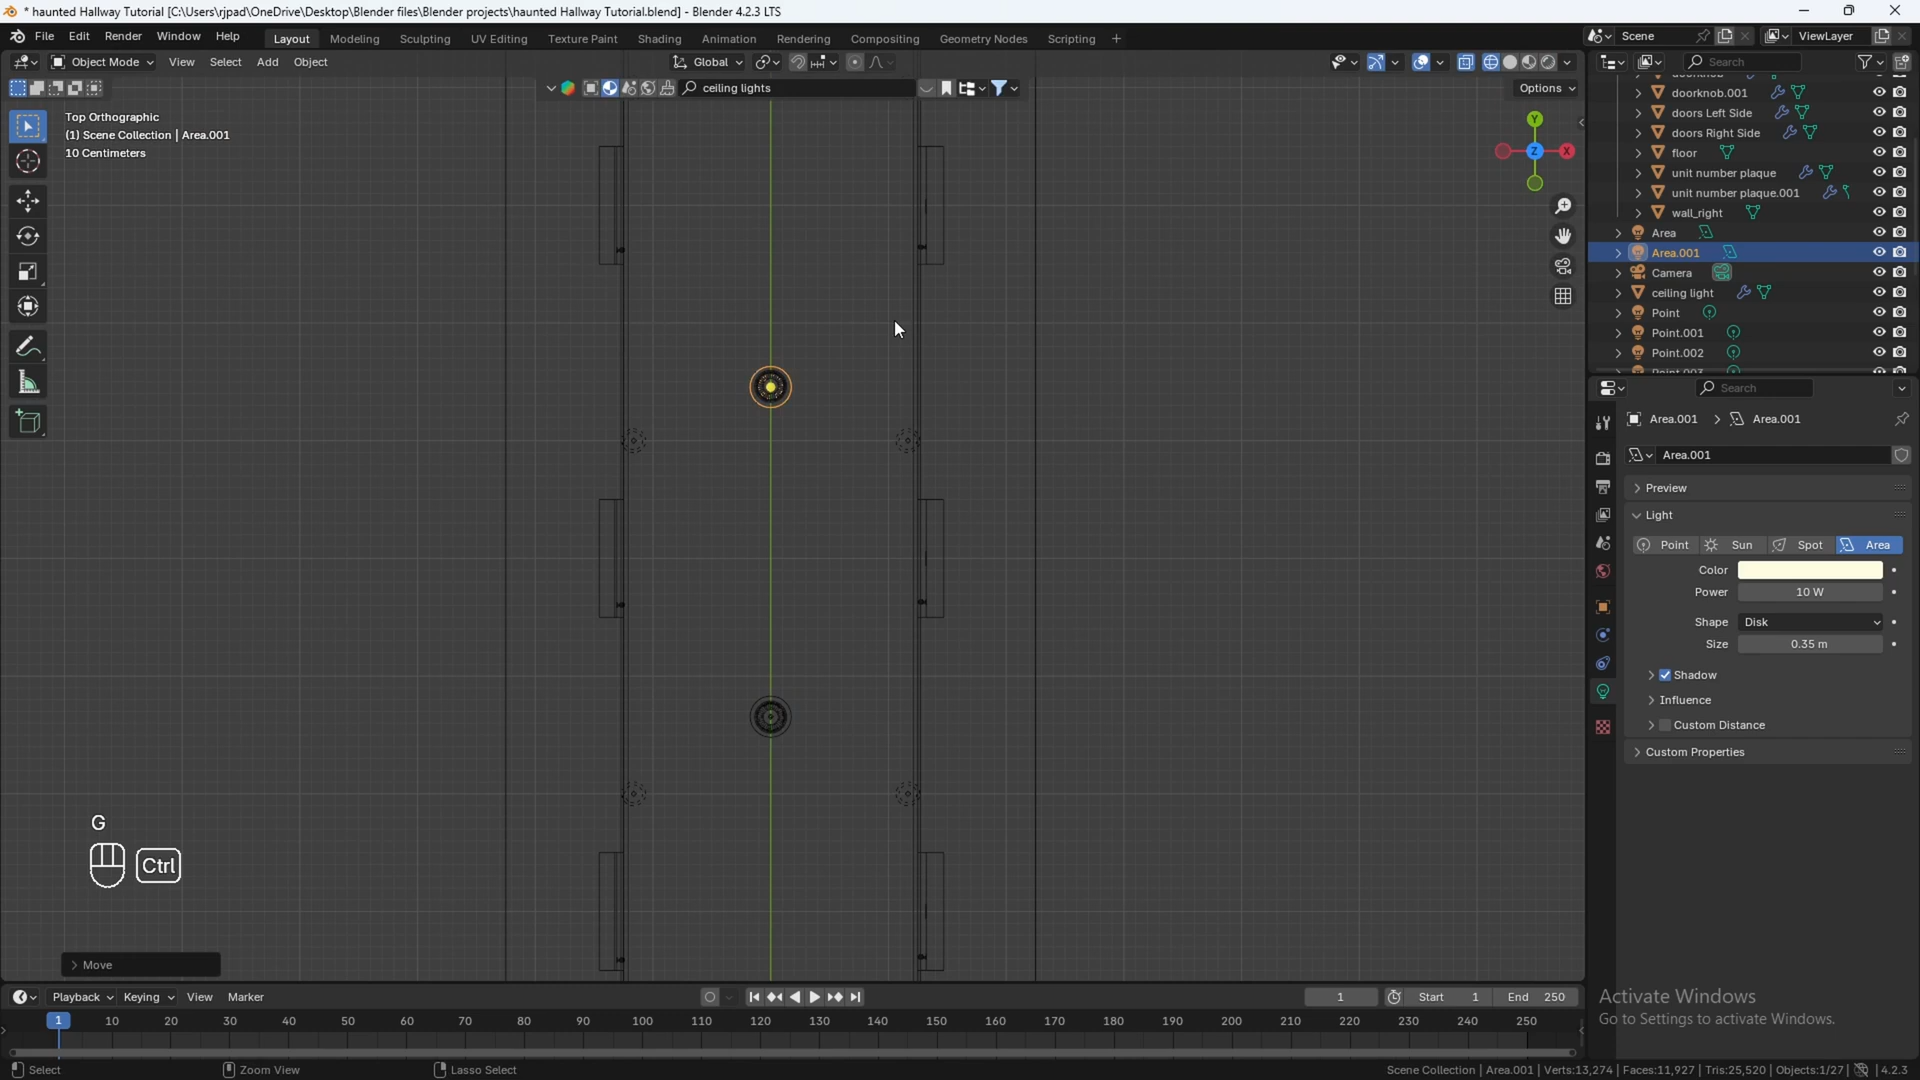 * haunted Hallway Tutorial [C:\Users\rjpad\OneDrive\Desktop\Blender files\Blender projects\haunted Hallway Tutorial.blend] - Blender 4.2.3 LTS
File Edit Render Window Help Layout Modeling Sculpting UV Editing Texture Paint Shading Animation Rendering Compositing Geometry Nodes Scripting + Scene ViewLayer
Object Mode View Select Add Object Global Search
ceiling lights Options
Top Orthographic
(1) Scene Collection | Area.001
10 Centimeters
Y
Z X
doorknob
doorknob.001
doors Left Side
doors Right Side
floor
unit number plaque
unit number plaque.001
wall_right
Area
Area.001
Camera
ceiling light
Point
Point.001
Point.002
Point.003
Search
Area.001 > Area.001
Area.001
Preview
Light
Point Sun Spot Area
Color
Power 10 W
Shape Disk
Size 0.35 m
Shadow
Influence
Custom Distance
Custom Properties
G
Ctrl
Move
Activate Windows
Go to Settings to activate Windows.
Playback Keying View Marker 1 Start 1 End 250
1 10 20 30 40 50 60 70 80 90 100 110 120 130 140 150 160 170 180 190 200 210 220 230 240 250
Select Zoom View Lasso Select Scene Collection | Area.001 | Verts:13,274 | Faces:11,927 | Tris:25,520 | Objects:1/27 | 4.2.3